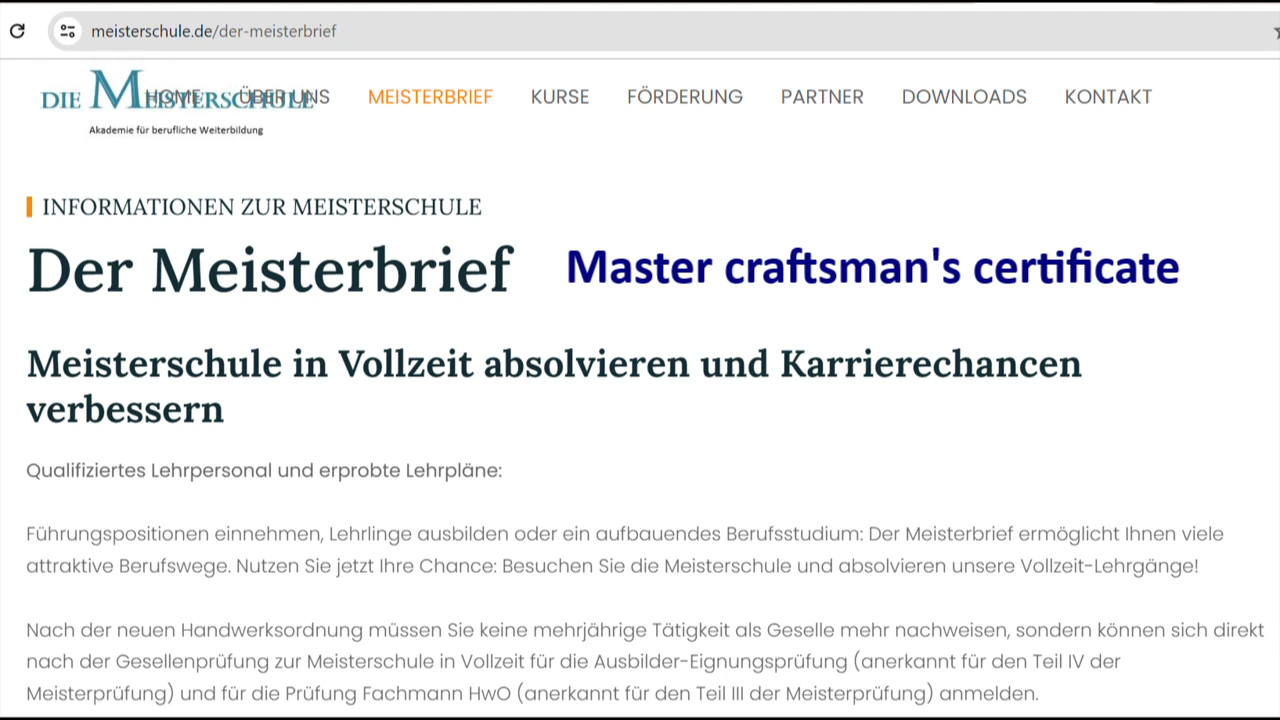 meisterschule.de/der-meisterbrief
DIE MEISTERSCHULE
HOME ÜBER UNS MEISTERBRIEF KURSE FÖRDERUNG PARTNER DOWNLOADS KONTAKT
Akademie für berufliche Weiterbildung
INFORMATIONEN ZUR MEISTERSCHULE
Der Meisterbrief Master craftsman's certificate
Meisterschule in Vollzeit absolvieren und Karrierechancen
verbessern
Qualifiziertes Lehrpersonal und erprobte Lehrpläne:
Führungspositionen einnehmen, Lehrlinge ausbilden oder ein aufbauendes Berufsstudium: Der Meisterbrief ermöglicht Ihnen viele
attraktive Berufswege. Nutzen Sie jetzt Ihre Chance: Besuchen Sie die Meisterschule und absolvieren unsere Vollzeit-Lehrgänge!
Nach der neuen Handwerksordnung müssen Sie keine mehrjährige Tätigkeit als Geselle mehr nachweisen, sondern können sich direkt
nach der Gesellenprüfung zur Meisterschule in Vollzeit für die Ausbilder-Eignungsprüfung (anerkannt für den Teil IV der
Meisterprüfung) und für die Prüfung Fachmann HwO (anerkannt für den Teil III der Meisterprüfung) anmelden.